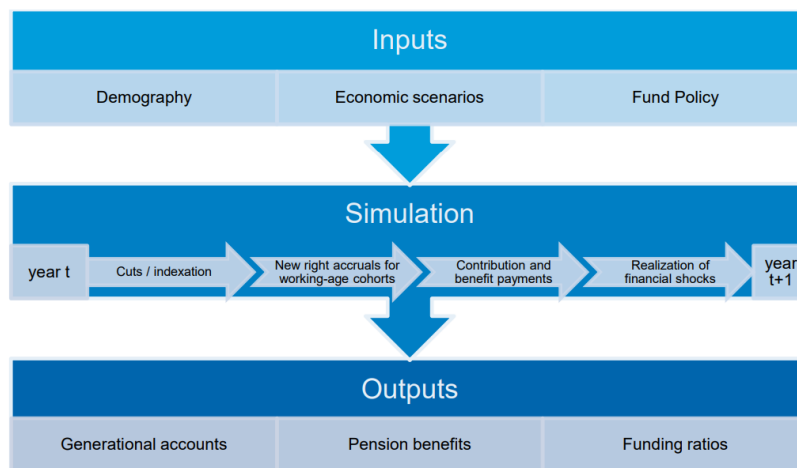 Inputs
Demography
Economic scenarios
Fund Policy
Simulation
year t
Cuts / indexation
New right accruals for
working-age cohorts
Contribution and
benefit payments
Realization of
financial shocks
year
t+1
Outputs
Generational accounts
Pension benefits
Funding ratios